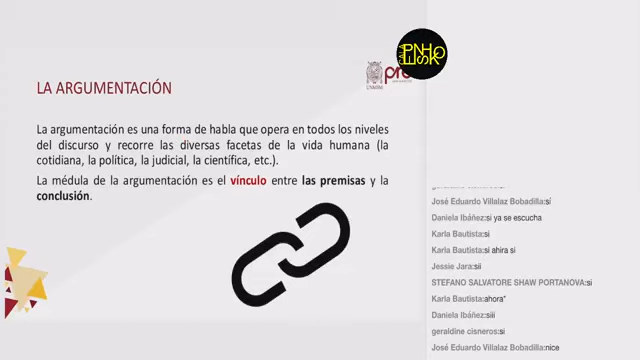 LA ARGUMENTACIÓN
La argumentación es una forma de habla que opera en todos los niveles
del discurso y recorre las diversas facetas de la vida humana (la
cotidiana, la política, la judicial, la científica, etc.).
La médula de la argumentación es el vínculo entre las premisas y la
conclusión.
José Eduardo Villalaz Bobadilla:sí
Daniela Ibáñez:si ya se escucha
Karla Bautista:si
Karla Bautista:si ahira si
Jessie Jara:sii
STEFANO SALVATORE SHAW PORTANOVA:si
Karla Bautista:ahora*
Daniela Ibáñez:siii
geraldine cisneros:si
José Eduardo Villalaz Bobadilla:nice